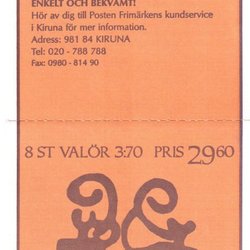 ENKELT OCH BEKVÄMT!
Hör av dig till Posten Frimärkens kundservice
i Kiruna för mer information.
Adress: 981 84 KIRUNA
Tel: 020 - 788 788
Fax: 0980 - 814 90
8 ST VALÖR 3:70 PRIS 29:60